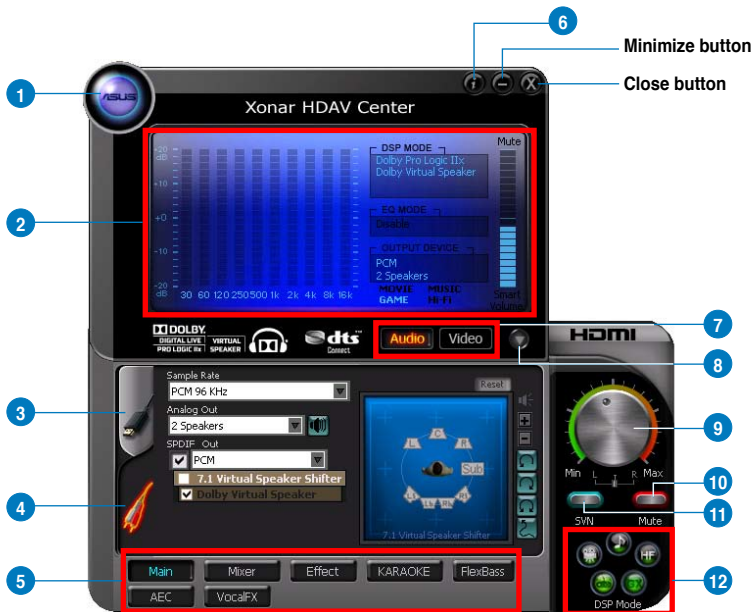 6
Minimize button
Close button
1
ASUS
Xonar HDAV Center
2
+20
dB
+10
+0
-10
-20
dB
30 60 120 250 500 1k 2k 4k 8k 16k
DSP MODE
Dolby Pro Logic IIx
Dolby Virtual Speaker
EQ MODE
Disable
OUTPUT DEVICE
PCM
2 Speakers
MOVIE MUSIC
GAME Hi-Fi
Mute
Smart
Volume
DOLBY
DIGITAL LIVE
PRO LOGIC IIx
VIRTUAL
SPEAKER
dts
Connect
Audio
Video
7
8
HDMI
3
Sample Rate
PCM 96 KHz
Analog Out
2 Speakers
SPDIF Out
PCM
7.1 Virtual Speaker Shifter
Dolby Virtual Speaker
Reset
L
C
R
Sub
Ls
Lb
Rb
Rs
7.1 Virtual Speaker Shifter
9
Min
L
R
Max
10
11
SVN
Mute
4
5
Main
Mixer
Effect
KARAOKE
FlexBass
AEC
VocalFX
HF
DSP Mode
12